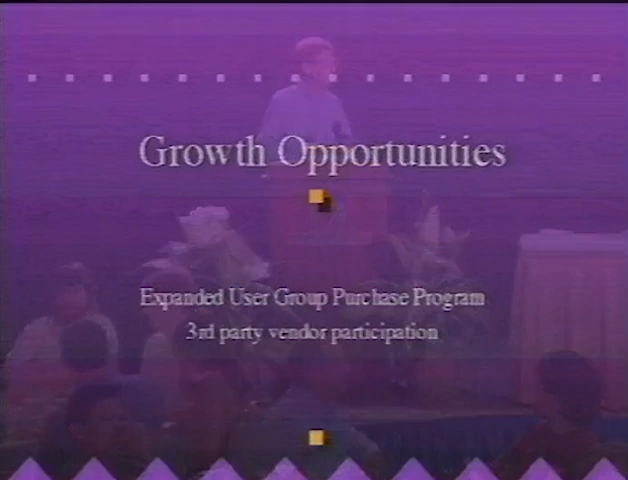 Growth Opportunities
Expanded User Group Purchase Program
3rd party vendor participation